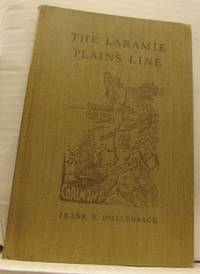 THE LARAMIE
PLAINS LINE
FRANK R. HOLLENBACK